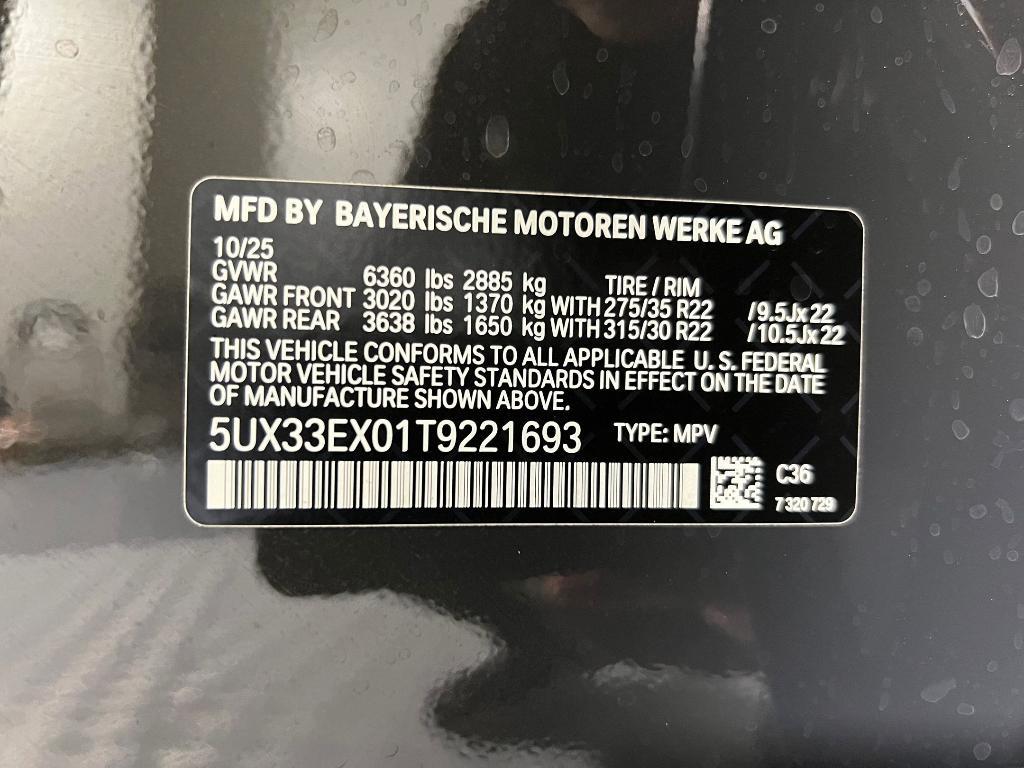 MFD BY BAYERISCHE MOTOREN WERKE AG
10/25
GVWR 6360 lbs 2885 kg TIRE / RIM
GAWR FRONT 3020 lbs 1370 kg WITH 275/35 R22 /9.5Jx22
GAWR REAR 3638 lbs 1650 kg WITH 315/30 R22 /10.5Jx22
THIS VEHICLE CONFORMS TO ALL APPLICABLE U. S. FEDERAL
MOTOR VEHICLE SAFETY STANDARDS IN EFFECT ON THE DATE
OF MANUFACTURE SHOWN ABOVE.
5UX33EX01T9221693 TYPE: MPV
C36
7 320 729